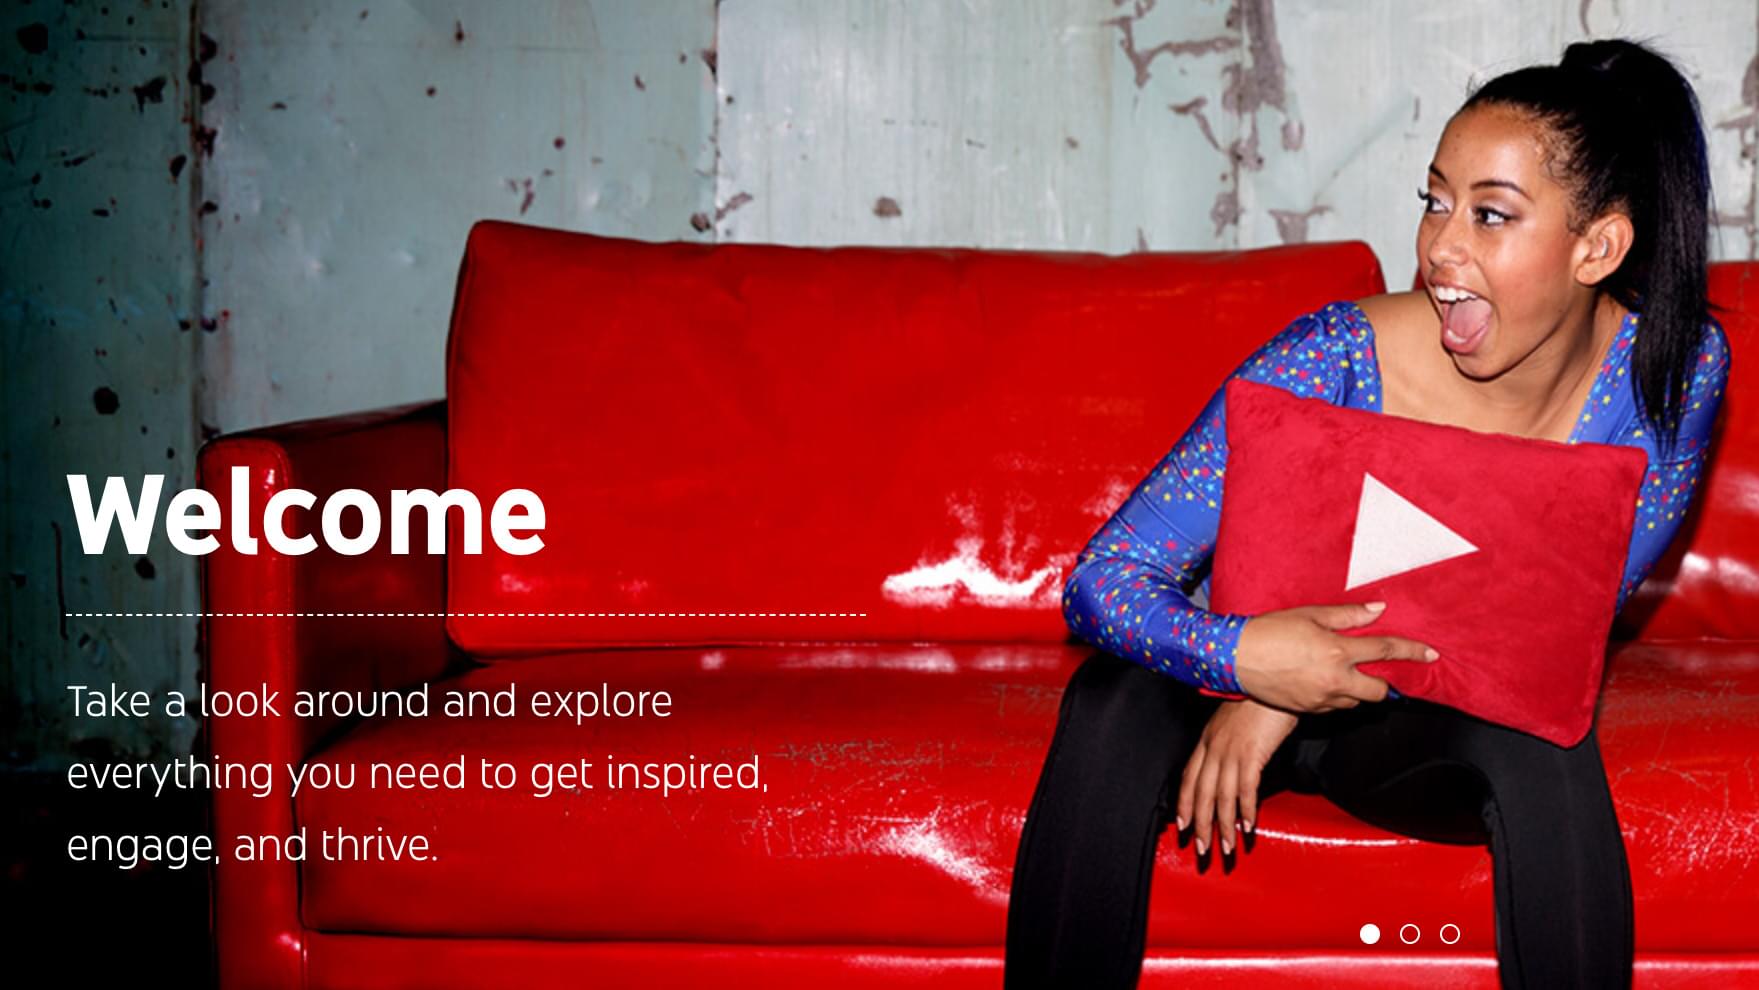 Welcome
Take a look around and explore
everything you need to get inspired,
engage, and thrive.